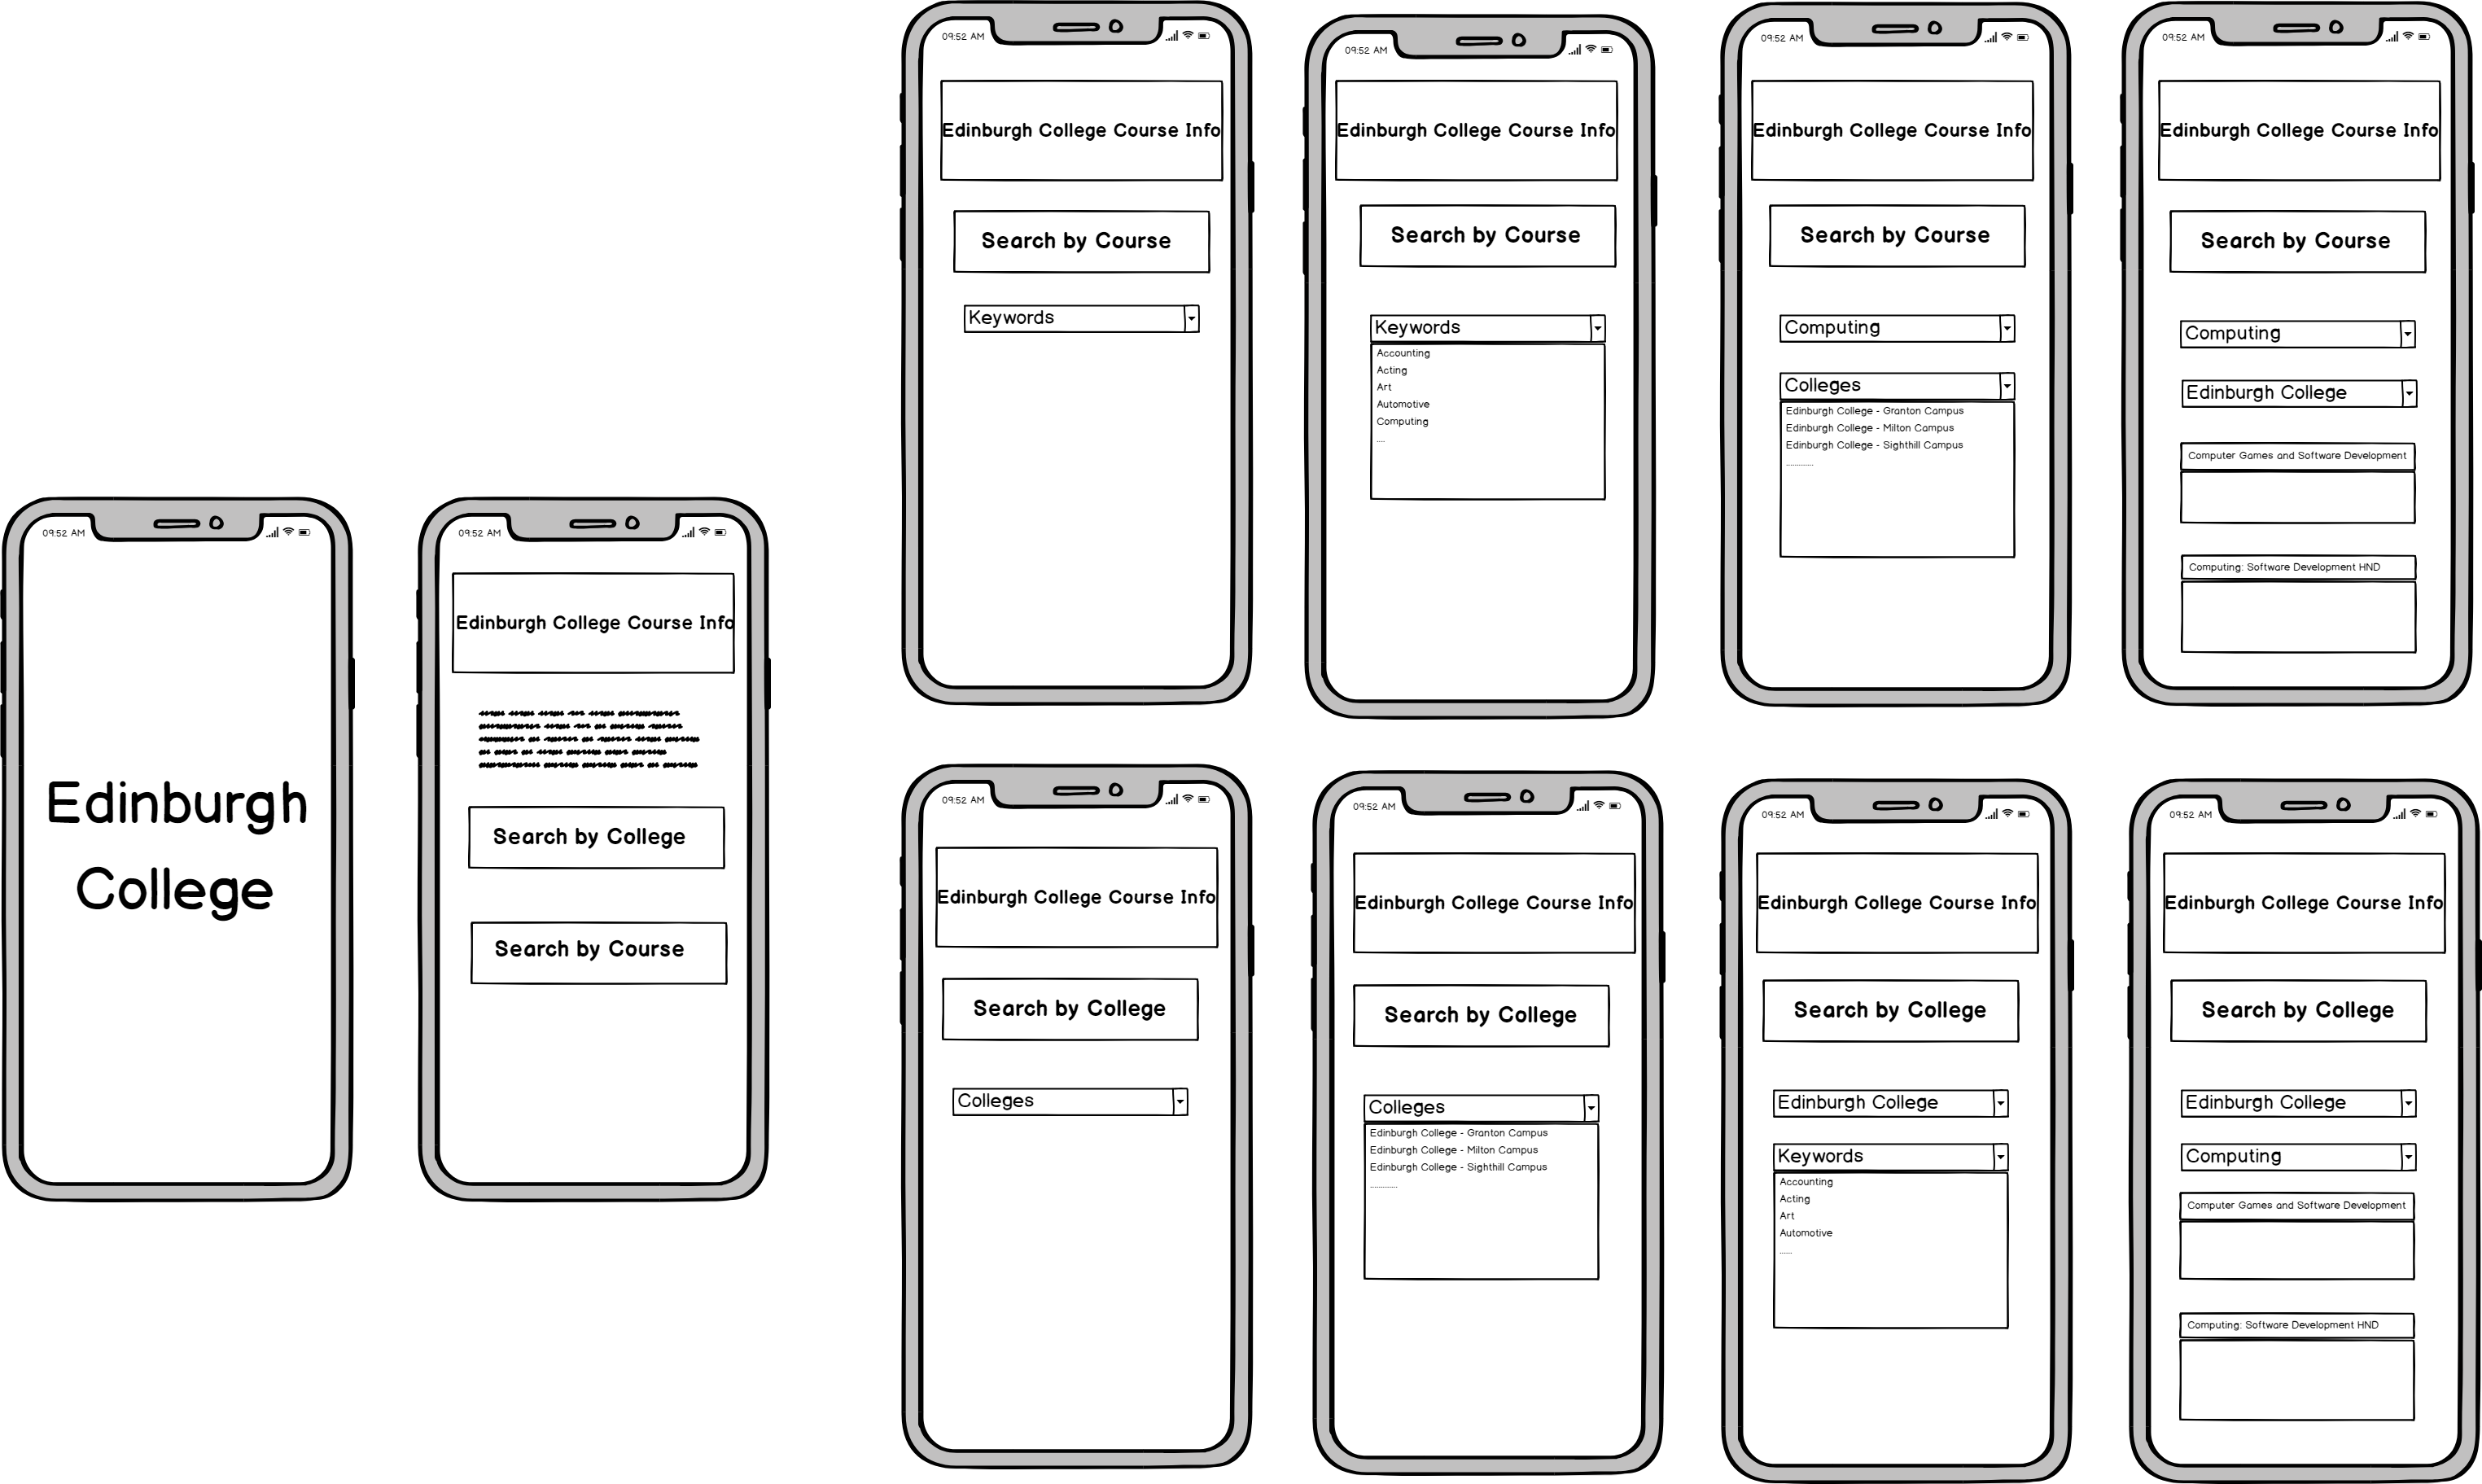 09:52 AM
Edinburgh
College
09:52 AM
Edinburgh College Course Info
Search by College
Search by Course
09:52 AM
Edinburgh College Course Info
Search by Course
Keywords
09:52 AM
Edinburgh College Course Info
Search by Course
Keywords
Accounting
Acting
Art
Automotive
Computing
....
09:52 AM
Edinburgh College Course Info
Search by Course
Computing
Colleges
Edinburgh College - Granton Campus
Edinburgh College - Milton Campus
Edinburgh College - Sighthill Campus
.............
09:52 AM
Edinburgh College Course Info
Search by Course
Computing
Edinburgh College
Computer Games and Software Development
Computing: Software Development HND
09:52 AM
Edinburgh College Course Info
Search by College
Colleges
09:52 AM
Edinburgh College Course Info
Search by College
Colleges
Edinburgh College - Granton Campus
Edinburgh College - Milton Campus
Edinburgh College - Sighthill Campus
.............
09:52 AM
Edinburgh College Course Info
Search by College
Edinburgh College
Keywords
Accounting
Acting
Art
Automotive
......
09:52 AM
Edinburgh College Course Info
Search by College
Edinburgh College
Computing
Computer Games and Software Development
Computing: Software Development HND